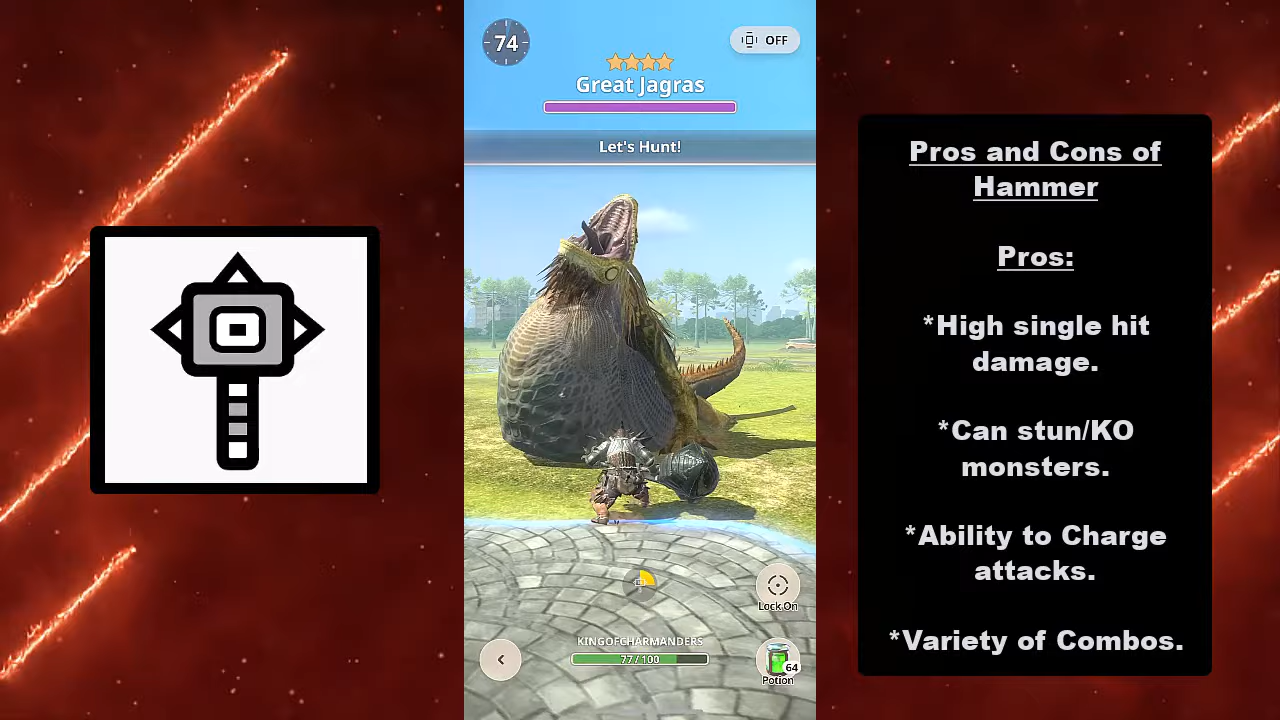 74
OFF
Great Jagras
Let's Hunt!
Lock On
KINGOFCHARMANDERS
77/100
64
Potion
Pros and Cons of
Hammer
Pros:
*High single hit
damage.
*Can stun/KO
monsters.
*Ability to Charge
attacks.
*Variety of Combos.